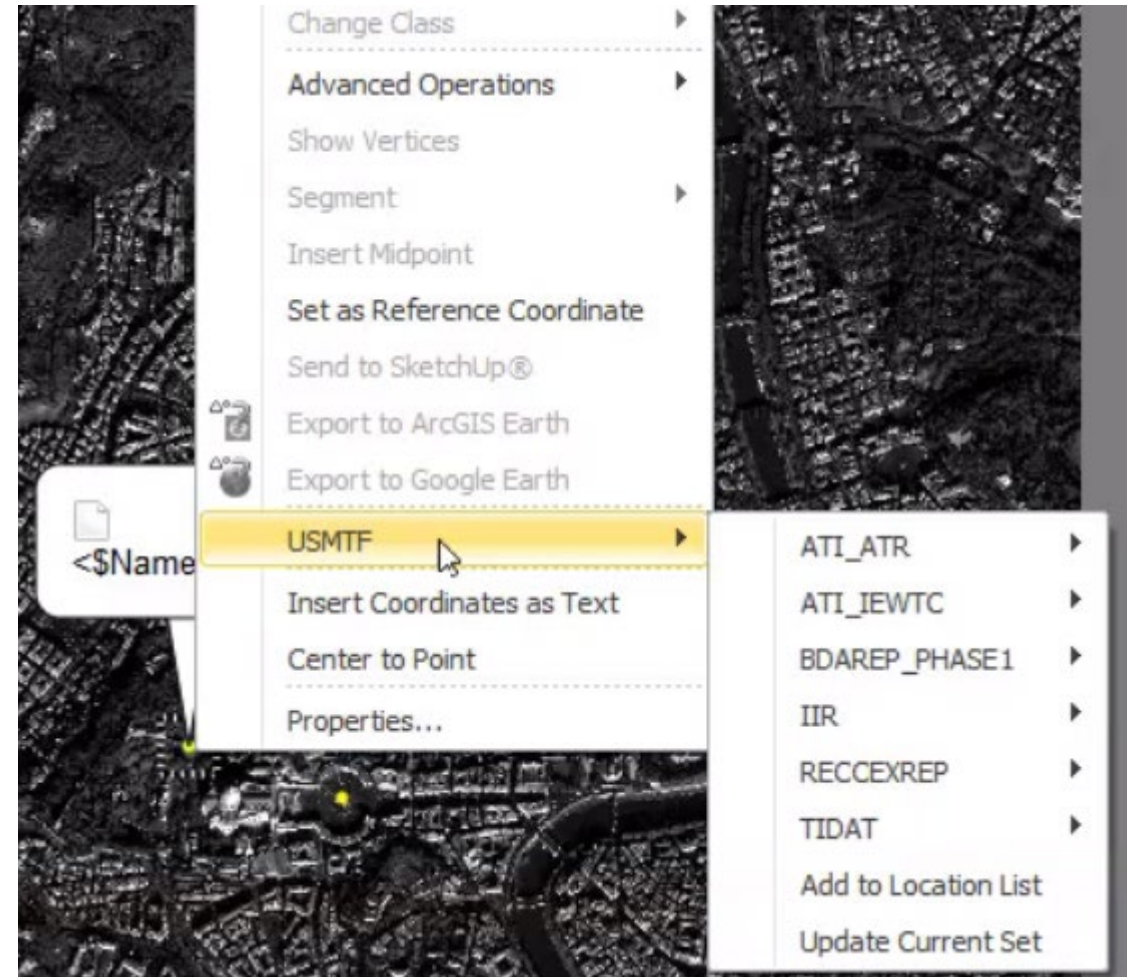 Change Class
Advanced Operations
Show Vertices
Segment
Insert Midpoint
Set as Reference Coordinate
Send to SketchUp®
Export to ArcGIS Earth
Export to Google Earth
<$Name
USMTF
Insert Coordinates as Text
Center to Point
Properties...
ATI_ATR
ATI_IEWTC
BDAREP_PHASE1
IIR
RECCEXREP
TIDAT
Add to Location List
Update Current Set